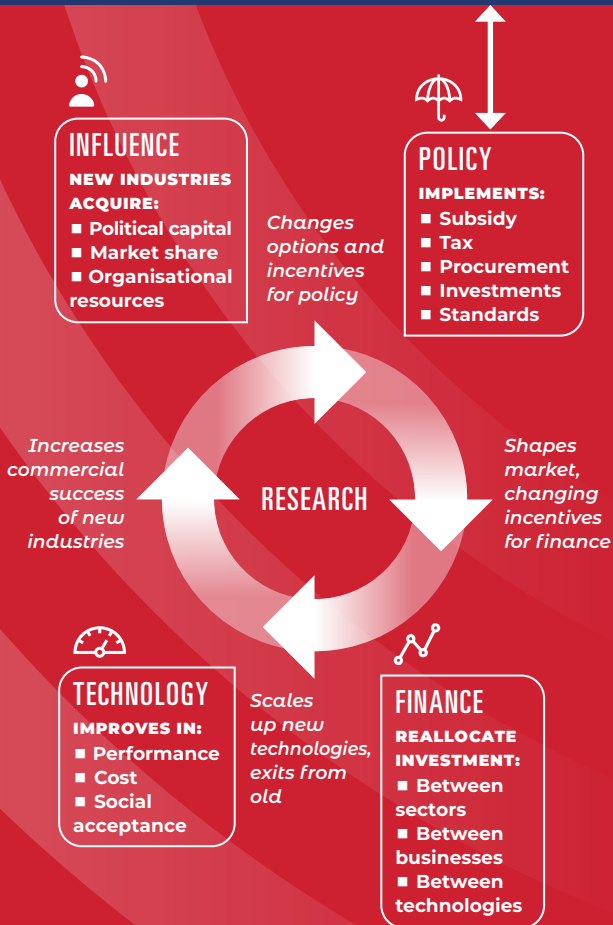 INFLUENCE
NEW INDUSTRIES
ACQUIRE:
■ Political capital
■ Market share
■ Organisational
resources
Changes
options and
incentives
for policy
POLICY
IMPLEMENTS:
■ Subsidy
■ Tax
■ Procurement
■ Investments
■ Standards
Increases
commercial
success
of new
industries
RESEARCH
Shapes
market,
changing
incentives
for finance
TECHNOLOGY
IMPROVES IN:
■ Performance
■ Cost
■ Social
acceptance
Scales
up new
technologies,
exits from
old
FINANCE
REALLOCATE
INVESTMENT:
■ Between
sectors
■ Between
businesses
■ Between
technologies